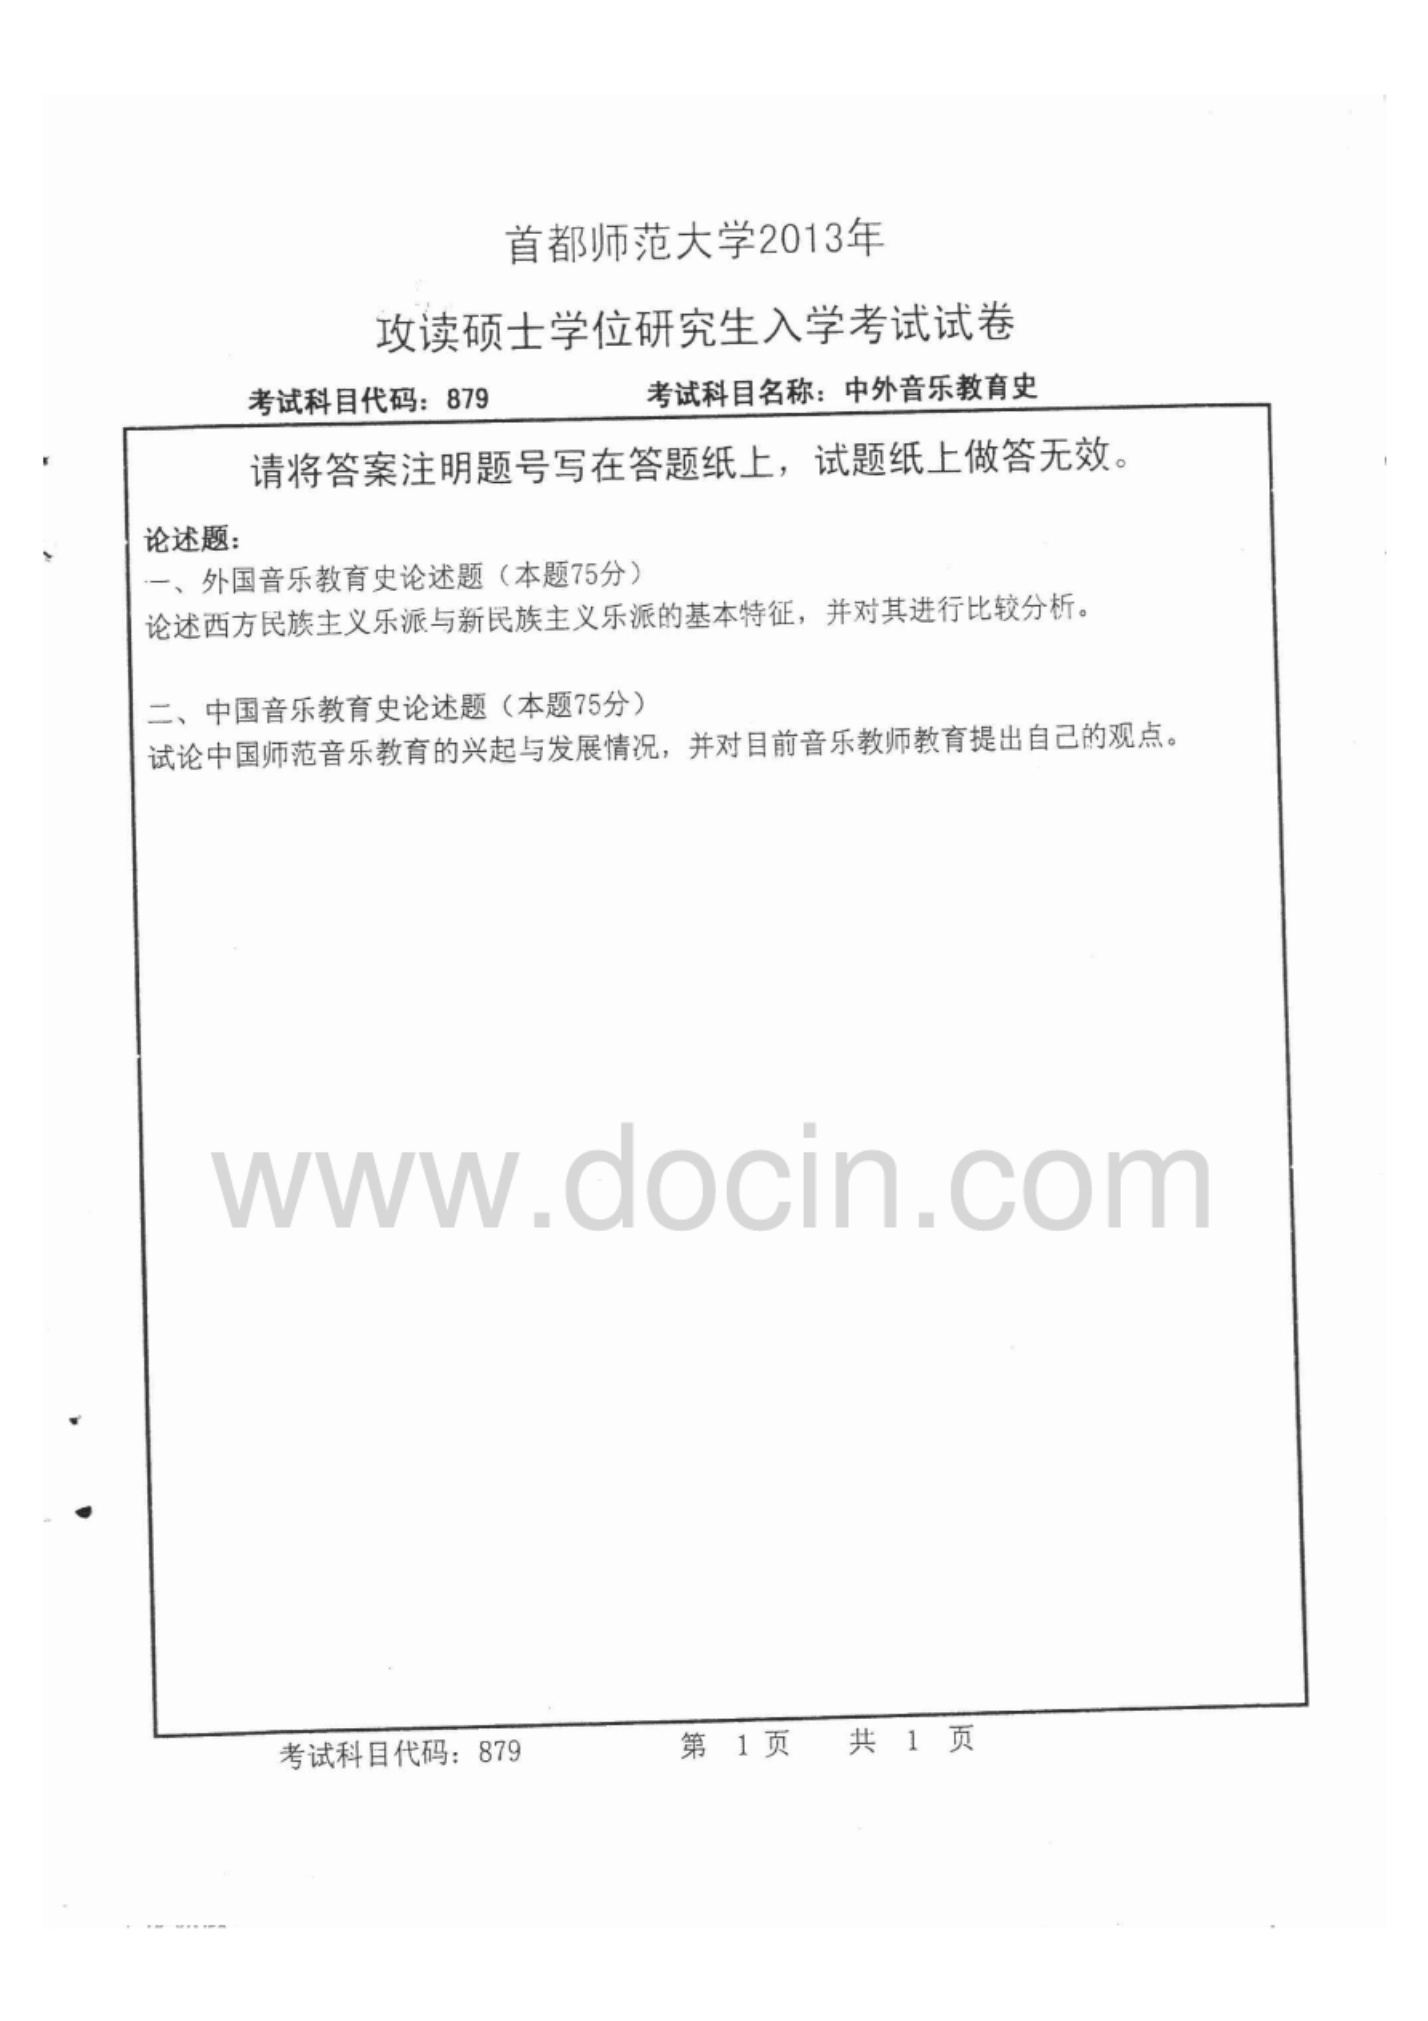 首都师范大学2013年
攻读硕士学位研究生入学考试试卷
考试科目代码：879 考试科目名称：中外音乐教育史
请将答案注明题号写在答题纸上，试题纸上做答无效。
论述题：
一、外国音乐教育史论述题（本题75分）
论述西方民族主义乐派与新民族主义乐派的基本特征，并对其进行比较分析。
二、中国音乐教育史论述题（本题75分）
试论中国师范音乐教育的兴起与发展情况，并对目前音乐教师教育提出自己的观点。
www.docin.com
考试科目代码：879 第 1 页 共 1 页